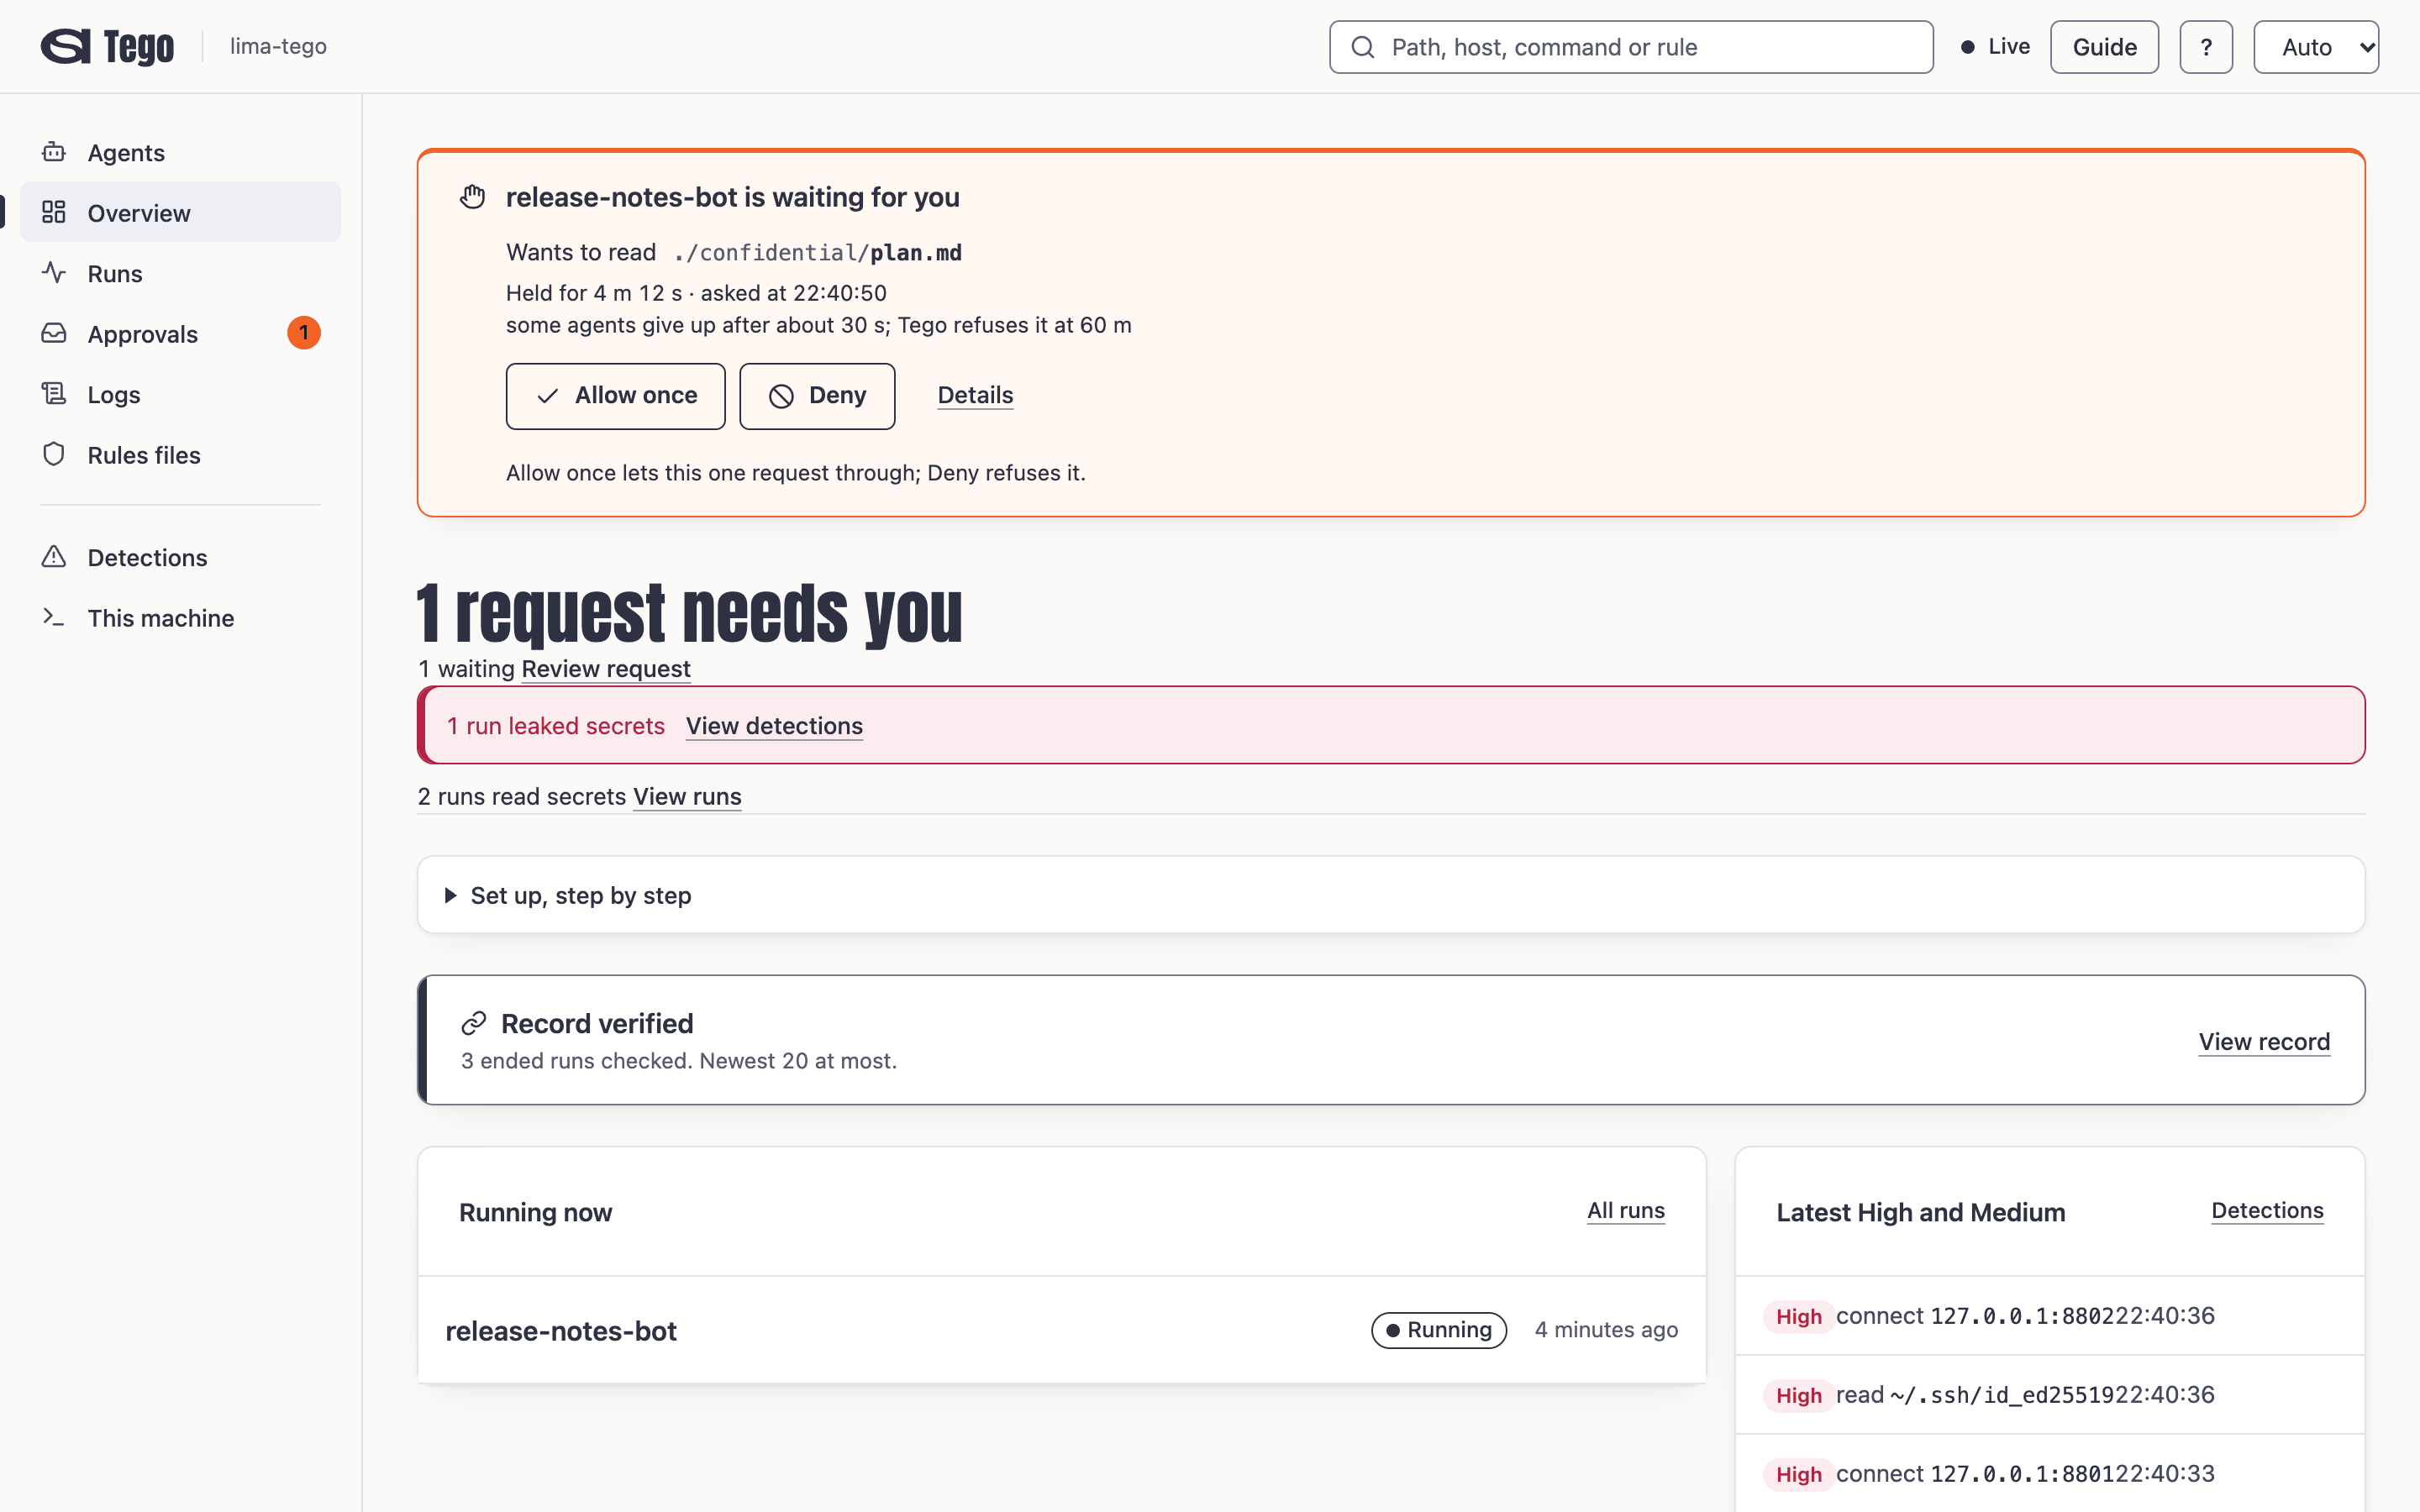 Tego
lima-tego
Path, host, command or rule
Live
Guide
?
Auto
Agents
Overview
Runs
Approvals 1
Logs
Rules files
Detections
This machine
release-notes-bot is waiting for you
Wants to read ./confidential/plan.md
Held for 4 m 12 s · asked at 22:40:50
some agents give up after about 30 s; Tego refuses it at 60 m
Allow once
Deny
Details
Allow once lets this one request through; Deny refuses it.
1 request needs you
1 waiting Review request
1 run leaked secrets View detections
2 runs read secrets View runs
Set up, step by step
Record verified
3 ended runs checked. Newest 20 at most.
View record
Running now
All runs
release-notes-bot
Running
4 minutes ago
Latest High and Medium
Detections
High connect 127.0.0.1:8802 22:40:36
High read ~/.ssh/id_ed25519 22:40:36
High connect 127.0.0.1:8801 22:40:33